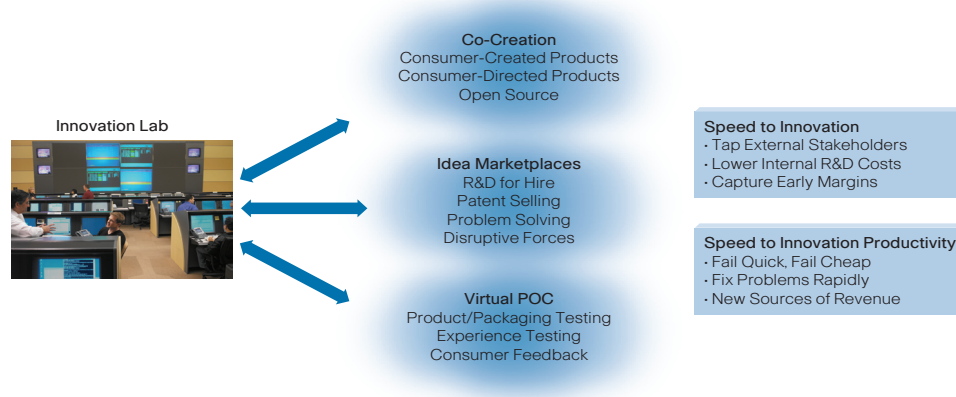 Innovation Lab
Co-Creation
Consumer-Created Products
Consumer-Directed Products
Open Source
Idea Marketplaces
R&D for Hire
Patent Selling
Problem Solving
Disruptive Forces
Virtual POC
Product/Packaging Testing
Experience Testing
Consumer Feedback
Speed to Innovation
· Tap External Stakeholders
· Lower Internal R&D Costs
· Capture Early Margins
Speed to Innovation Productivity
· Fail Quick, Fail Cheap
· Fix Problems Rapidly
· New Sources of Revenue